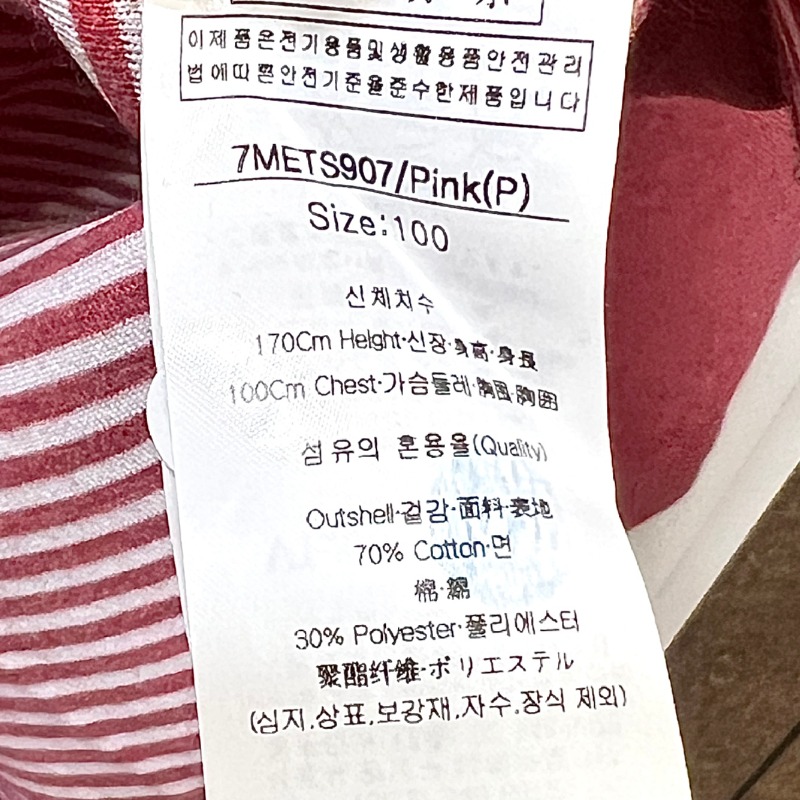 이 제품은전기용품및생활용품안전관리
법에따른안전기준을준수한제품입니다
7METS907/Pink(P)
Size:100
신체치수
170Cm Height·신장·身高·身長
100Cm Chest·가슴둘레·胸围·胸囲
섬유의 혼용율(Quality)
Outshell·겉감·面料·表地
70% Cotton·면
棉·綿
30% Polyester·폴리에스터
聚酯纤维·ポリエステル
(심지,상표,보강재,자수,장식 제외)